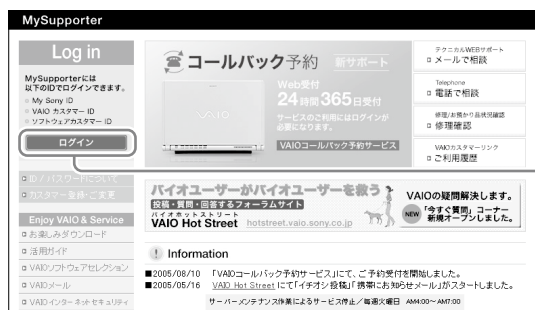 MySupporter
Log in
MySupporterには
以下のIDでログインできます。
My Sony ID
VAIO カスタマー ID
ソフトウェアカスタマー ID
ログイン
ID / パスワードについて
カスタマー登録・ご変更
Enjoy VAIO & Service
お楽しみダウンロード
活用ガイド
VAIOソフトウェアセレクション
VAIOメール
VAIO インターネットセキュリティ
コールバック予約 新サポート
Web受付
24時間365日受付
サービスのご利用にはログインが
必要になります。
VAIOコールバック予約サービス
VAIO
テクニカルWEBサポート
メールで相談
Telephone
電話で相談
修理/お預かり品状況確認
修理確認
VAIOカスタマーリンク
ご利用履歴
バイオユーザーがバイオユーザーを救う
投稿・質問・回答するフォーラムサイト
バイオホットストリート
VAIO Hot Street hotstreet.vaio.sony.co.jp
VAIOの疑問解決します。
NEW 「今すぐ質問」コーナー
新規オープンしました。
! Information
■2005/08/10 「VAIOコールバック予約サービス」にて、ご予約受付を開始しました。
■2005/05/16 VAIO Hot Street にて「イチオシ投稿」「携帯にお知らせメール」がスタートしました。
サーバーメンテナンス作業によるサービス停止/毎週火曜日 AM4:00～AM7:00